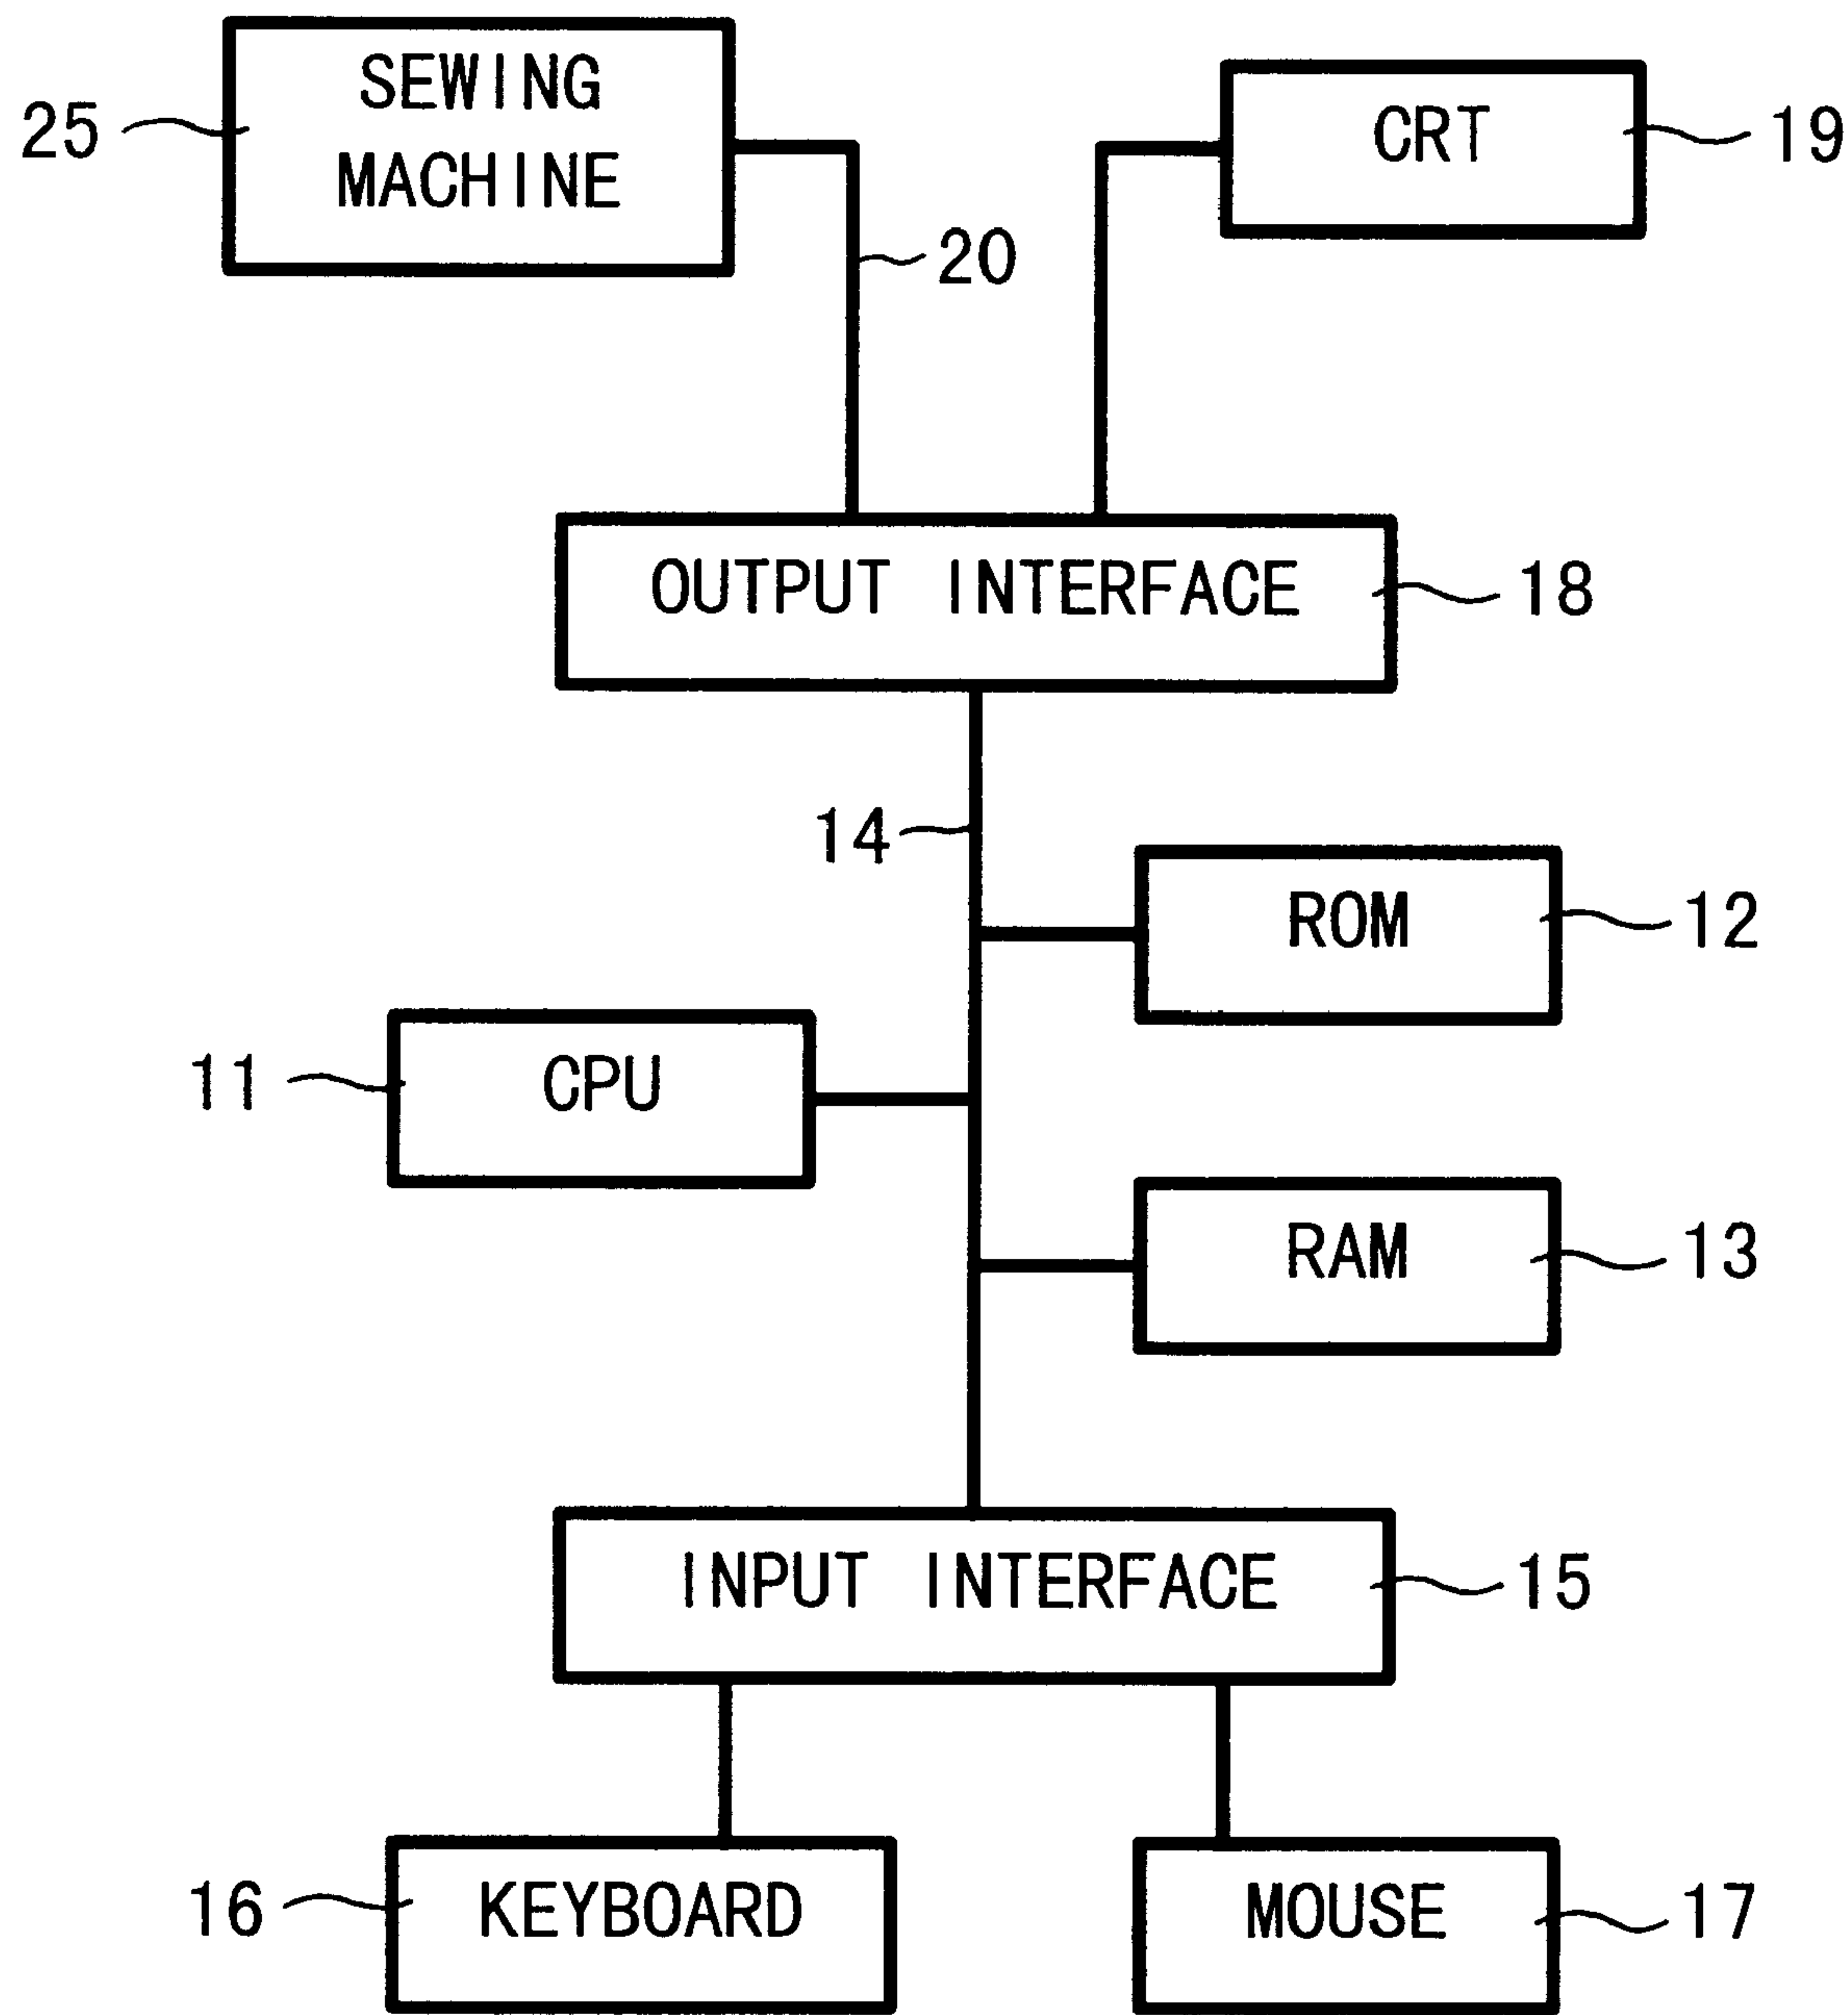 SEWING
MACHINE
25
CRT
19
20
OUTPUT INTERFACE
18
14
ROM
12
CPU
11
RAM
13
INPUT INTERFACE
15
KEYBOARD
16
MOUSE
17